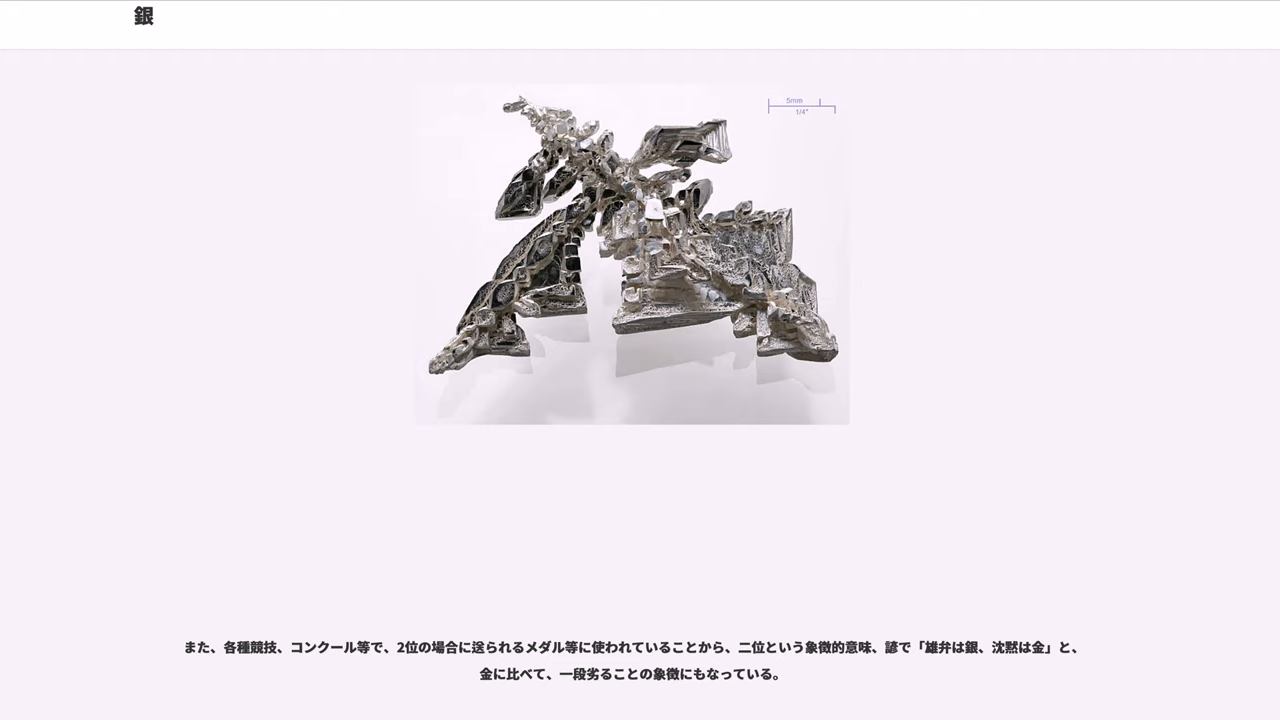 銀
5mm
1/4"
また、各種競技、コンクール等で、2位の場合に送られるメダル等に使われていることから、二位という象徴的意味、諺で「雄弁は銀、沈黙は金」と、
金に比べて、一段劣ることの象徴にもなっている。